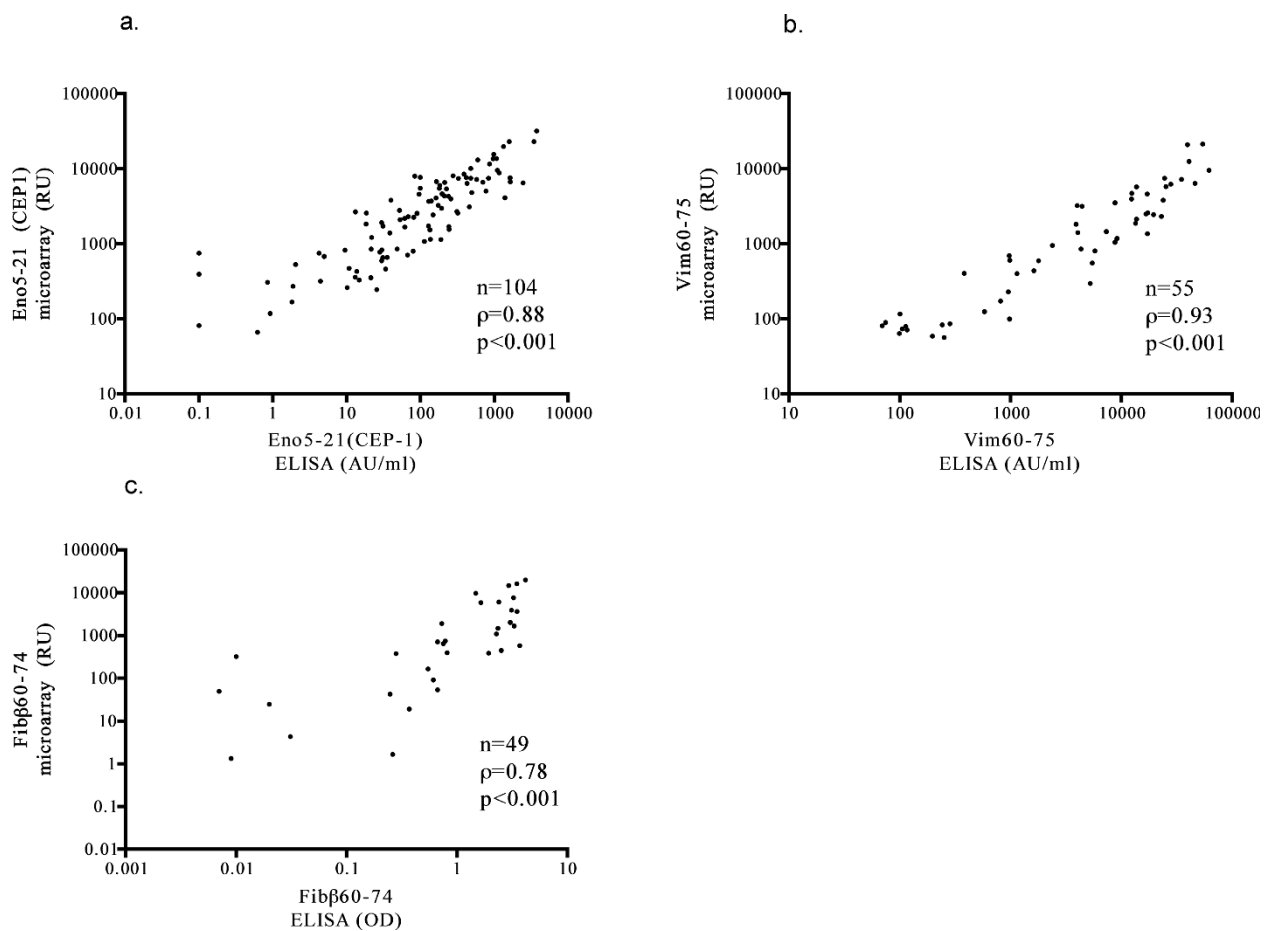 a.
Eno5-21 (CEP1)
microarray (RU)
100000
10000
1000
100
10
0.01 0.1 1 10 100 1000 10000
Eno5-21(CEP-1)
ELISA (AU/ml)
n=104
ρ=0.88
p<0.001
b.
Vim60-75
microarray (RU)
100000
10000
1000
100
10
10 100 1000 10000 100000
Vim60-75
ELISA (AU/ml)
n=55
ρ=0.93
p<0.001
c.
Fibβ60-74
microarray (RU)
100000
10000
1000
100
10
1
0.1
0.01
0.001 0.01 0.1 1 10
Fibβ60-74
ELISA (OD)
n=49
ρ=0.78
p<0.001